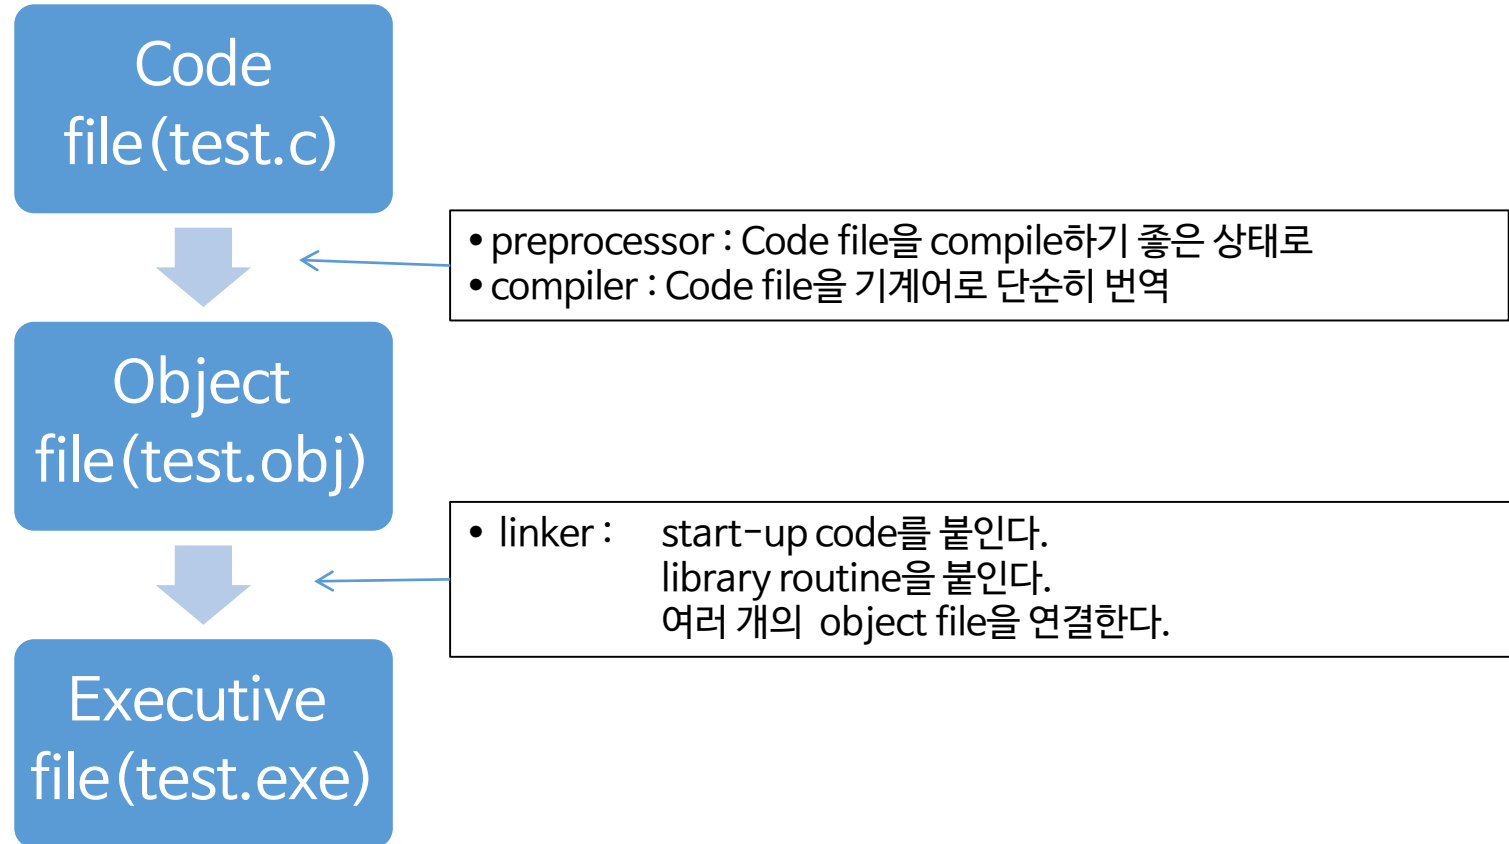 Code
file(test.c)
• preprocessor : Code file을 compile하기 좋은 상태로
• compiler : Code file을 기계어로 단순히 번역
Object
file(test.obj)
• linker : start-up code를 붙인다.
library routine을 붙인다.
여러 개의 object file을 연결한다.
Executive
file(test.exe)